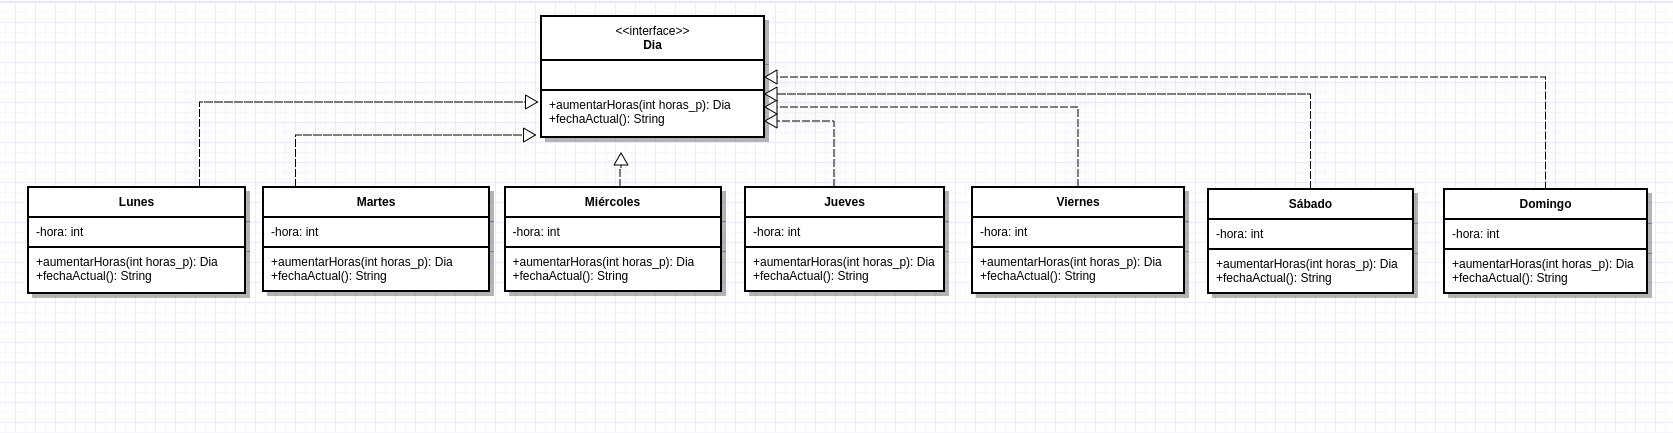 <<interface>>
Dia
+aumentarHoras(int horas_p): Dia
+fechaActual(): String
Lunes
-hora: int
+aumentarHoras(int horas_p): Dia
+fechaActual(): String
Martes
-hora: int
+aumentarHoras(int horas_p): Dia
+fechaActual(): String
Miércoles
-hora: int
+aumentarHoras(int horas_p): Dia
+fechaActual(): String
Jueves
-hora: int
+aumentarHoras(int horas_p): Dia
+fechaActual(): String
Viernes
-hora: int
+aumentarHoras(int horas_p): Dia
+fechaActual(): String
Sábado
-hora: int
+aumentarHoras(int horas_p): Dia
+fechaActual(): String
Domingo
-hora: int
+aumentarHoras(int horas_p): Dia
+fechaActual(): String